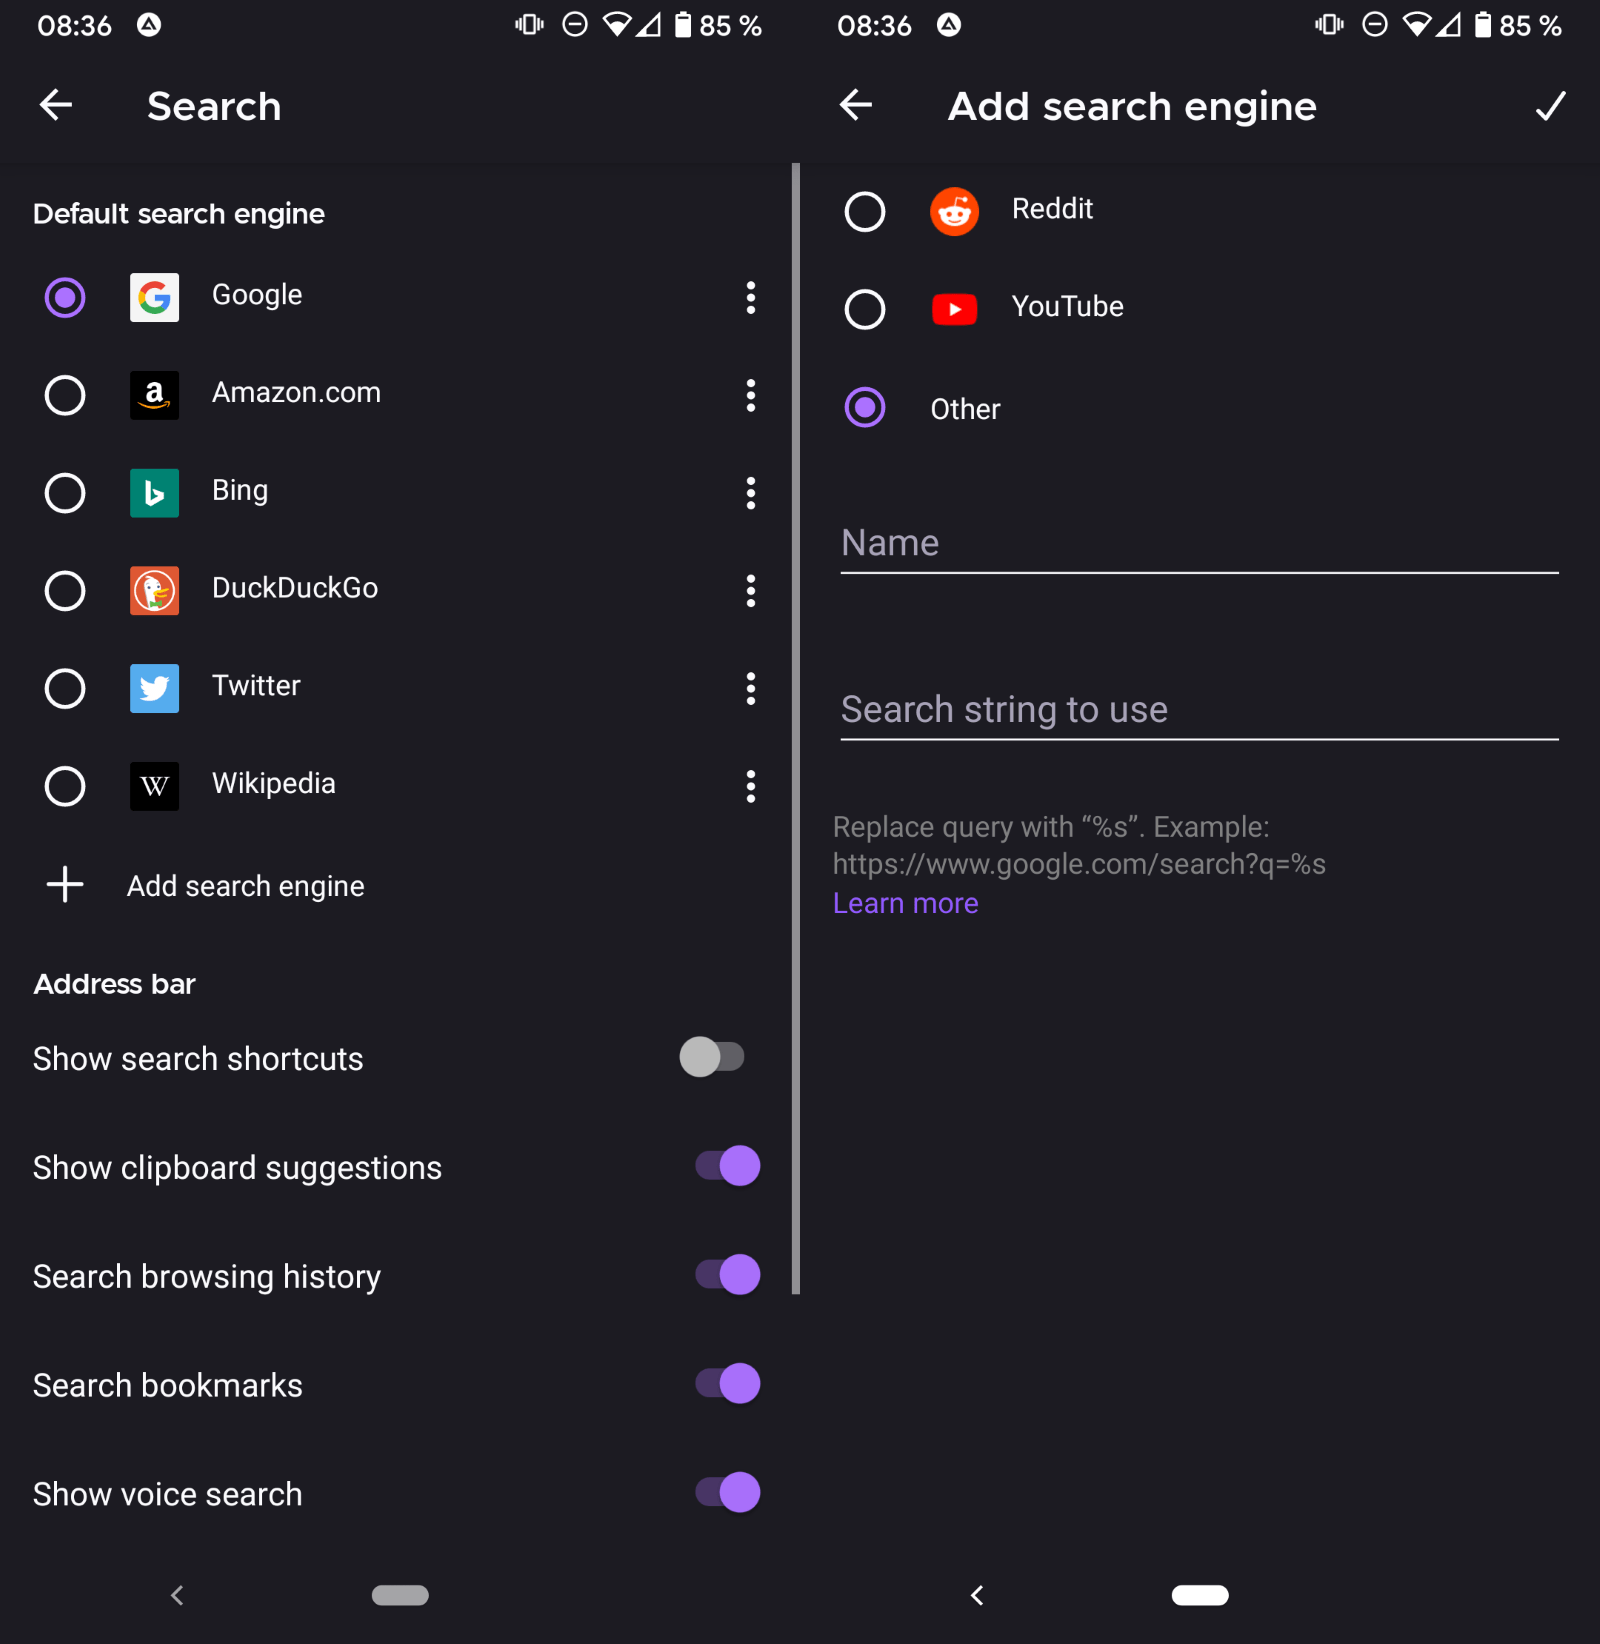 08:36
85 %
Search
Default search engine
Google
a
Amazon.com
Bing
DuckDuckGo
Twitter
W
Wikipedia
Add search engine
Address bar
Show search shortcuts
Show clipboard suggestions
Search browsing history
Search bookmarks
Show voice search
08:36
85 %
Add search engine
Reddit
YouTube
Other
Name
Search string to use
Replace query with “%s”. Example:
https://www.google.com/search?q=%s
Learn more